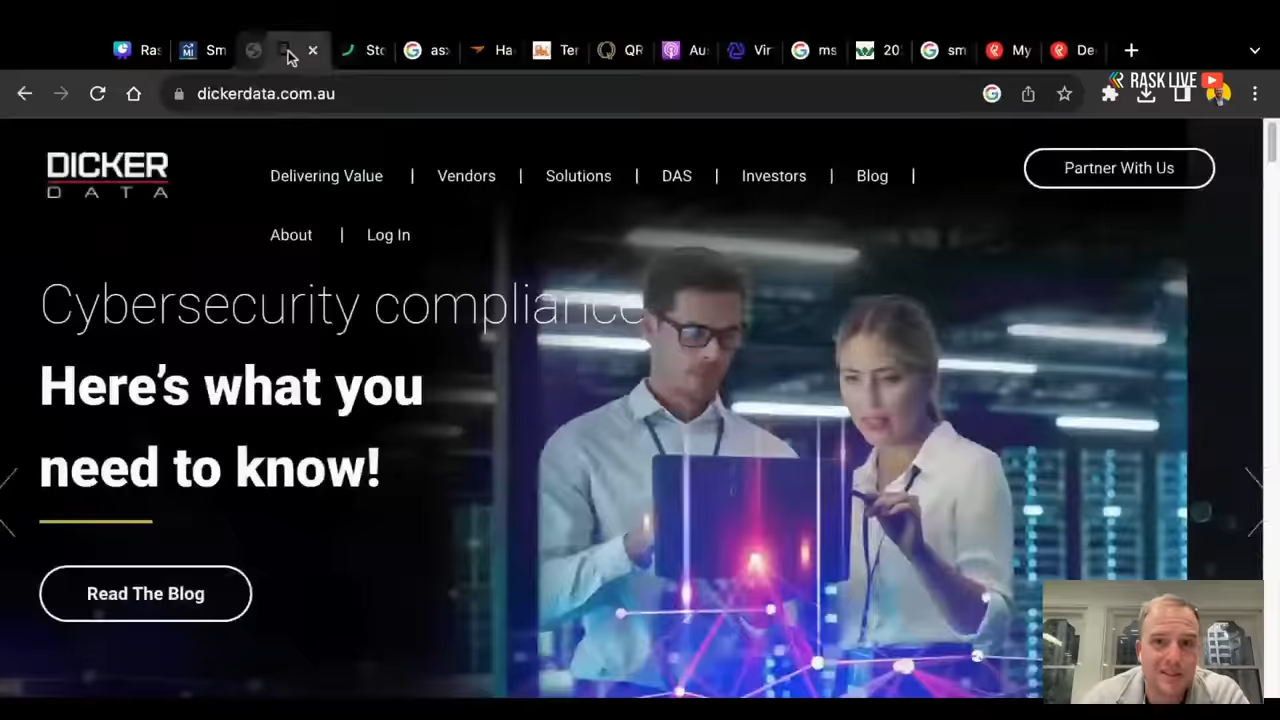 Ras
Sm
Sto
as
Ha
Ter
QR
Au
Vir
ms
20
sm
My
De
dickerdata.com.au
RASK LIVE
DICKER
DATA
Delivering Value | Vendors | Solutions | DAS | Investors | Blog |
Partner With Us
About | Log In
Cybersecurity compliance
Here's what you
need to know!
Read The Blog